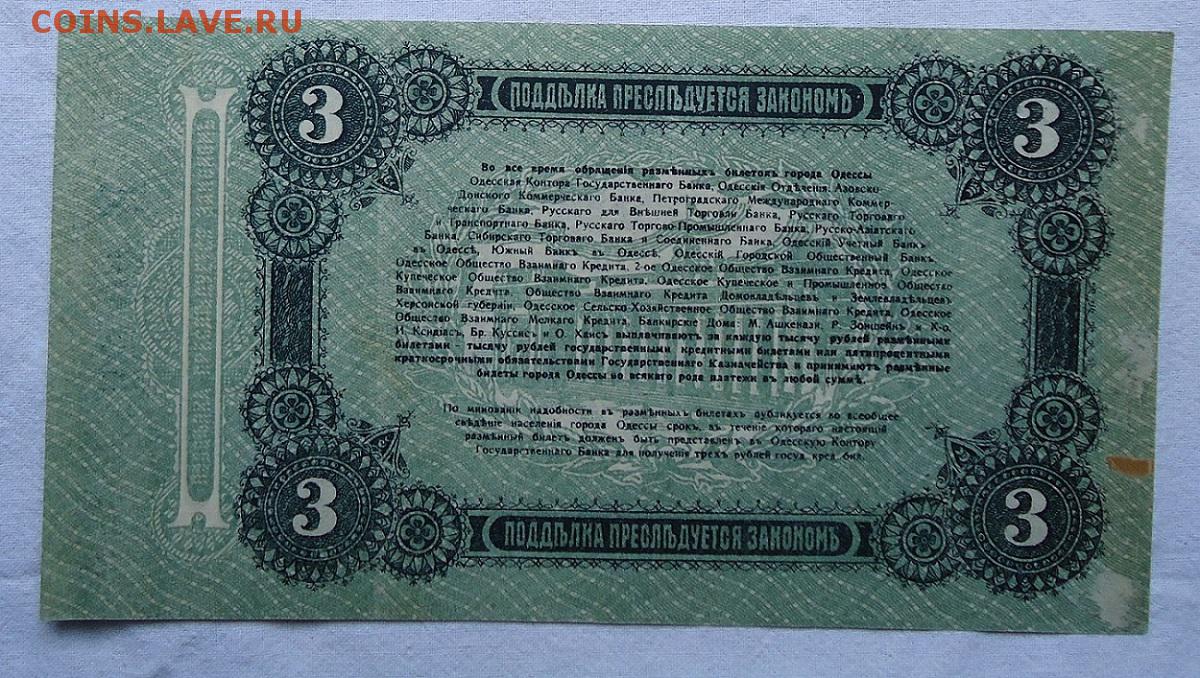 COINS.LAVE.RU
3
ПОДДѢЛКА ПРЕСЛѢДУЕТСЯ ЗАКОНОМЪ
3
Во все время обращенія размѣнныхъ билетовъ города Одессы
Одесская Контора Государственнаго Банка, Одесскія Отдѣленія: Азовско-
Донского Коммерческаго Банка, Петроградскаго Международнаго Коммер-
ческаго Банка, Русскаго для Внѣшней Торговли Банка, Русскаго Торговаго
и Транспортнаго Банка, Русскаго Торгово-Промышленнаго Банка, Русско-Азіатскаго
Банка, Сибирскаго Торговаго Банка и Соединеннаго Банка, Одесскій Учетный Банкъ
въ Одессѣ, Южный Банкъ въ Одессѣ, Одесскій Городской Общественный Банкъ,
Одесское Общество Взаимнаго Кредита, 2-ое Одесское Общество Взаимнаго Кредита, Одесское
Купеческое Общество Взаимнаго Кредита, Одесское Купеческое и Промышленное Общество
Взаимнаго Кредита, Общество Взаимнаго Кредита Домовладѣльцевъ и Землевладѣльцевъ
Херсонской губерніи, Одесское Сельско-Хозяйственное Общество Взаимнаго Кредита, Одесское
Общество Взаимнаго Мелкаго Кредита, Банкирскіе Дома: М. Ашкенази, Р. Зонштейнъ и К-о,
И. Ксидіасъ, Бр. Куссисъ и О. Хаисъ выплачиваютъ за каждую тысячу рублей размѣнными
билетами - тысячу рублей государственными кредитными билетами или пятипроцентными
краткосрочными обязательствами Государственнаго Казначейства и принимаютъ размѣнные
билеты города Одессы во всякаго рода платежи въ любой суммѣ.
По минованіи надобности въ размѣнныхъ билетахъ публикуется во всеобщее
свѣдѣніе населенія города Одессы срокъ, въ теченіе котораго настоящій
размѣнный билетъ долженъ быть представленъ въ Одесскую Контору
Государственнаго Банка для полученія трехъ рублей госуд. кред. бил.
3
ПОДДѢЛКА ПРЕСЛѢДУЕТСЯ ЗАКОНОМЪ
3